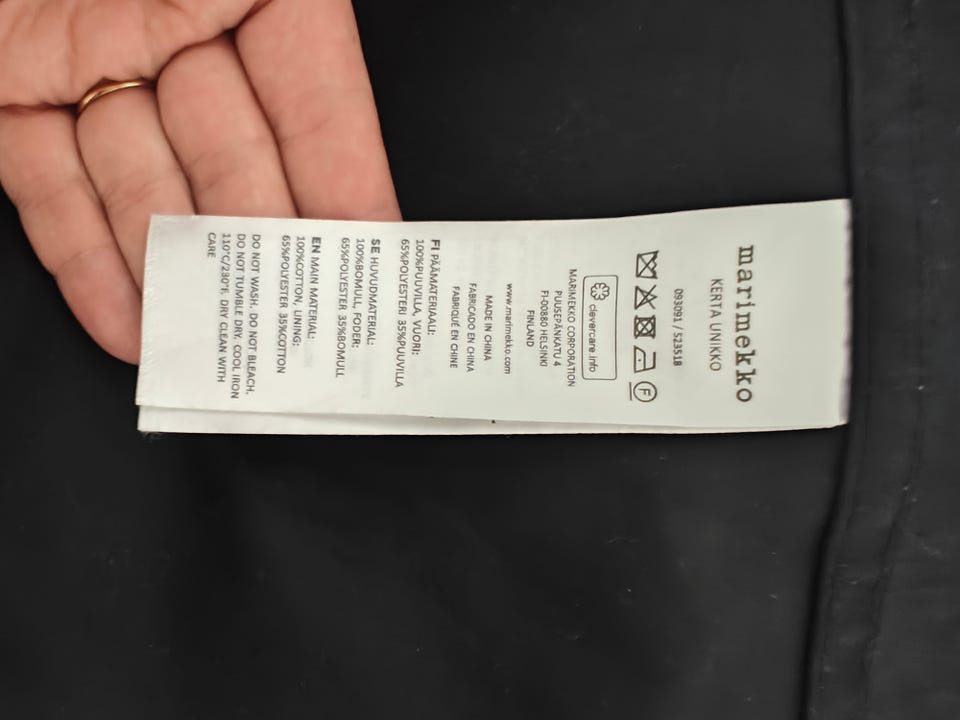 marimekko
KERTA UNIKKO
093091 / 523518
F
clevercare.info
MARIMEKKO CORPORATION
PUUSEPÄNKATU 4
FI-00880 HELSINKI
FINLAND
www.marimekko.com
MADE IN CHINA
FABRICADO EN CHINA
FABRIQUÉ EN CHINE
FI PÄÄMATERIAALI:
100%PUUVILLA, VUORI:
65%POLYESTERI 35%PUUVILLA
SE HUVUDMATERIAL:
100%BOMULL, FODER:
65%POLYESTER 35%BOMULL
EN MAIN MATERIAL:
100%COTTON, LINING:
65%POLYESTER 35%COTTON
DO NOT WASH. DO NOT BLEACH.
DO NOT TUMBLE DRY. COOL IRON
110°C/230°F. DRY CLEAN WITH
CARE